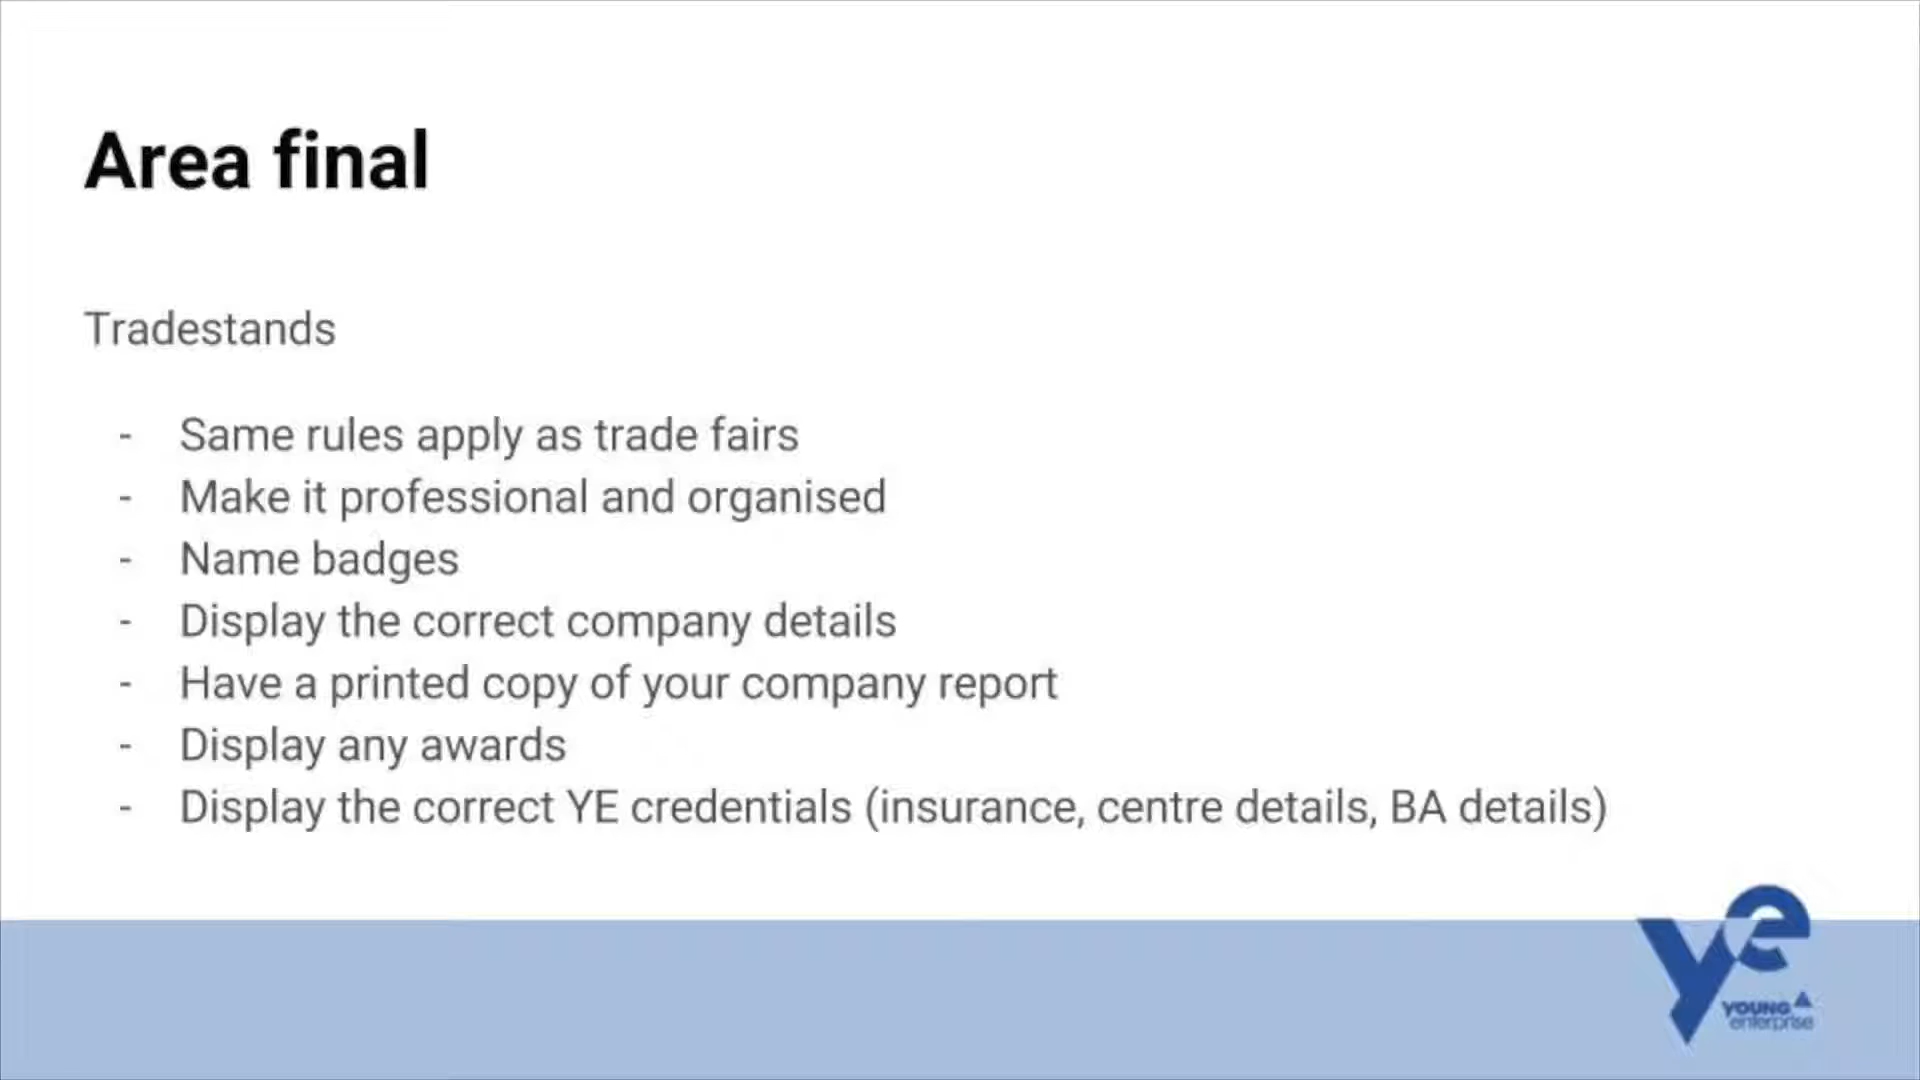 Area final
Tradestands
- Same rules apply as trade fairs
- Make it professional and organised
- Name badges
- Display the correct company details
- Have a printed copy of your company report
- Display any awards
- Display the correct YE credentials (insurance, centre details, BA details)
ye
YOUNG
enterprise